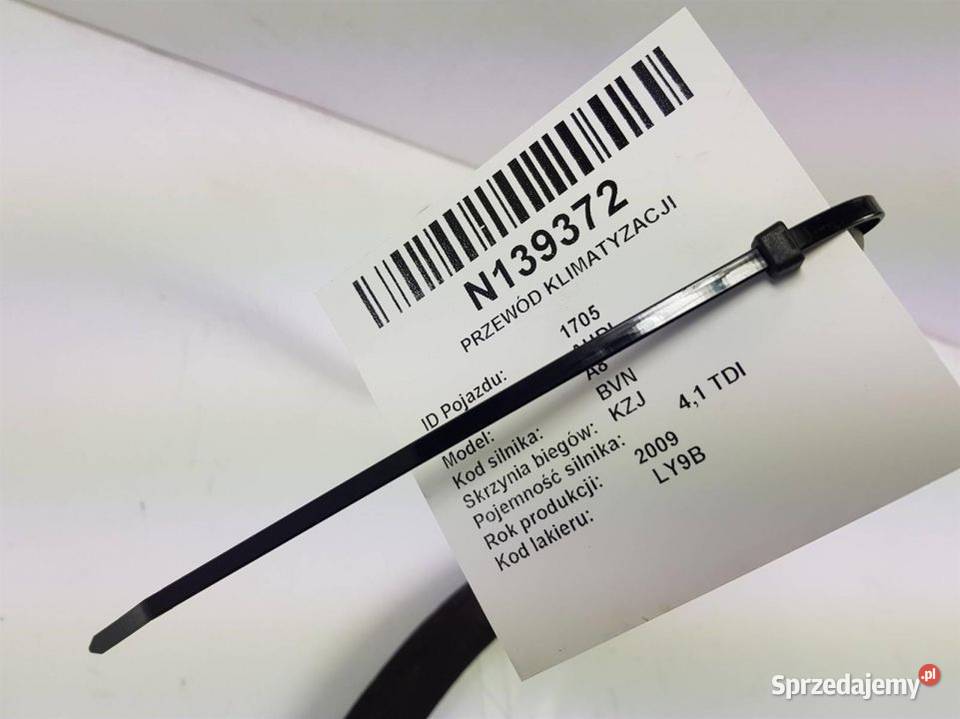 N139372
PRZEWÓD KLIMATYZACJI
ID Pojazdu: 1705
AUDI
Model: A8
Kod silnika: BVN
Skrzynia biegów: KZJ
Pojemność silnika: 4,1 TDI
Rok produkcji: 2009
Kod lakieru: LY9B
Sprzedajemy.pl